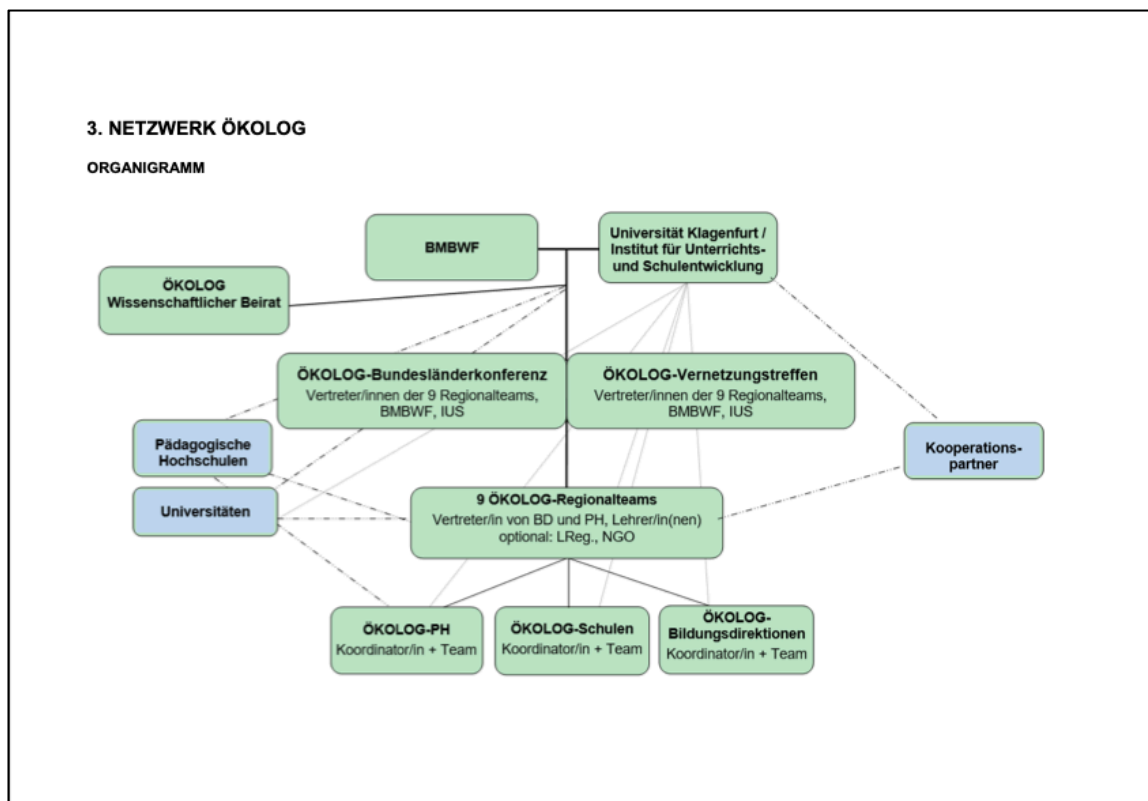 3. NETZWERK ÖKOLOG
ORGANIGRAMM
BMBWF
Universität Klagenfurt /
Institut für Unterrichts-
und Schulentwicklung
ÖKOLOG
Wissenschaftlicher Beirat
ÖKOLOG-Bundesländerkonferenz
Vertreter/innen der 9 Regionalteams,
BMBWF, IUS
ÖKOLOG-Vernetzungstreffen
Vertreter/innen der 9 Regionalteams,
BMBWF, IUS
Pädagogische
Hochschulen
Kooperations-
partner
Universitäten
9 ÖKOLOG-Regionalteams
Vertreter/in von BD und PH, Lehrer/in(nen)
optional: LReg., NGO
ÖKOLOG-PH
Koordinator/in + Team
ÖKOLOG-Schulen
Koordinator/in + Team
ÖKOLOG-
Bildungsdirektionen
Koordinator/in + Team